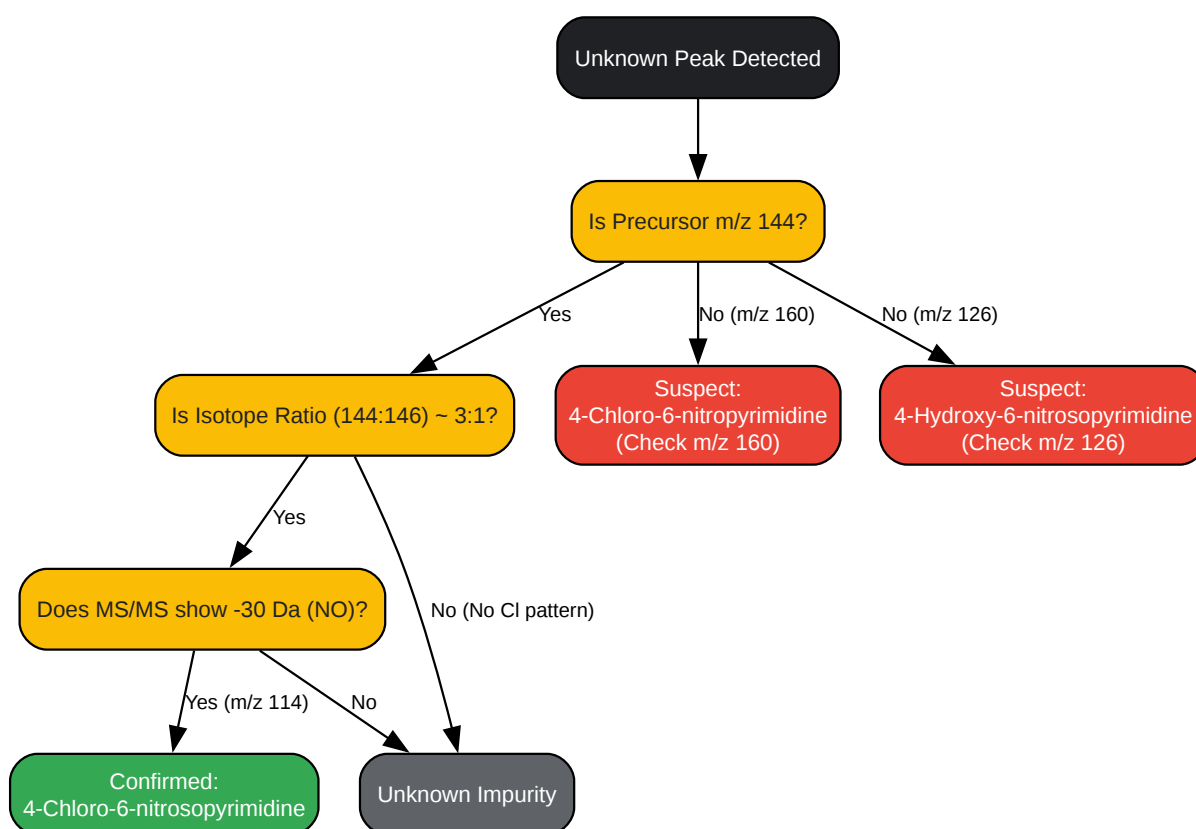 Unknown Peak Detected
Is Precursor m/z 144?
Yes
No (m/z 160)
No (m/z 126)
Is Isotope Ratio (144:146) ~ 3:1?
Suspect:
4-Chloro-6-nitropyrimidine
(Check m/z 160)
Suspect:
4-Hydroxy-6-nitrosopyrimidine
(Check m/z 126)
Yes
No (No Cl pattern)
Does MS/MS show -30 Da (NO)?
Yes (m/z 114)
No
Confirmed:
4-Chloro-6-nitrosopyrimidine
Unknown Impurity